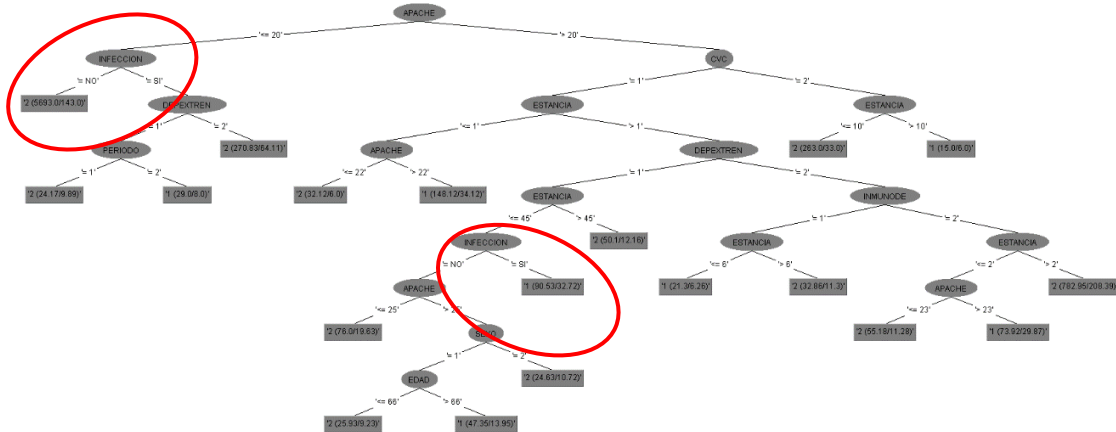 APACHE
'<= 20' '> 20'
INFECCION CVC
'= NO' '= SI' '= 1' '= 2'
'2 (5693.0/143.0)' DEPEXTREN ESTANCIA ESTANCIA
= 1' '= 2' '<= 1' '> 1' '<= 10' '> 10'
PERIODO '2 (270.83/64.11)' APACHE DEPEXTREN '2 (263.0/33.0)' '1 (15.0/6.0)'
'= 1' '= 2' '<= 22' '> 22' '= 1' '= 2'
'2 (24.17/9.89)' '1 (29.0/8.0)' '2 (32.12/6.0)' '1 (148.12/34.12)' ESTANCIA INMUNODE
'<= 45' '> 45' '= 1' '= 2'
INFECCION '2 (50.1/12.16)' ESTANCIA ESTANCIA
= NO' '= SI' '<= 6' '> 6' '<= 2' '> 2'
APACHE '1 (90.53/32.72)' '1 (21.3/6.26)' '2 (32.86/11.3)' APACHE '2 (782.95/208.39)
'<= 25' '<= 23' '> 23'
'2 (76.0/19.63)' '2 (55.18/11.28)' '1 (73.92/29.87)'
'= 1' '= 2'
EDAD '2 (24.63/10.72)'
'<= 66' '> 66'
'2 (25.93/9.23)' '1 (47.35/13.95)'